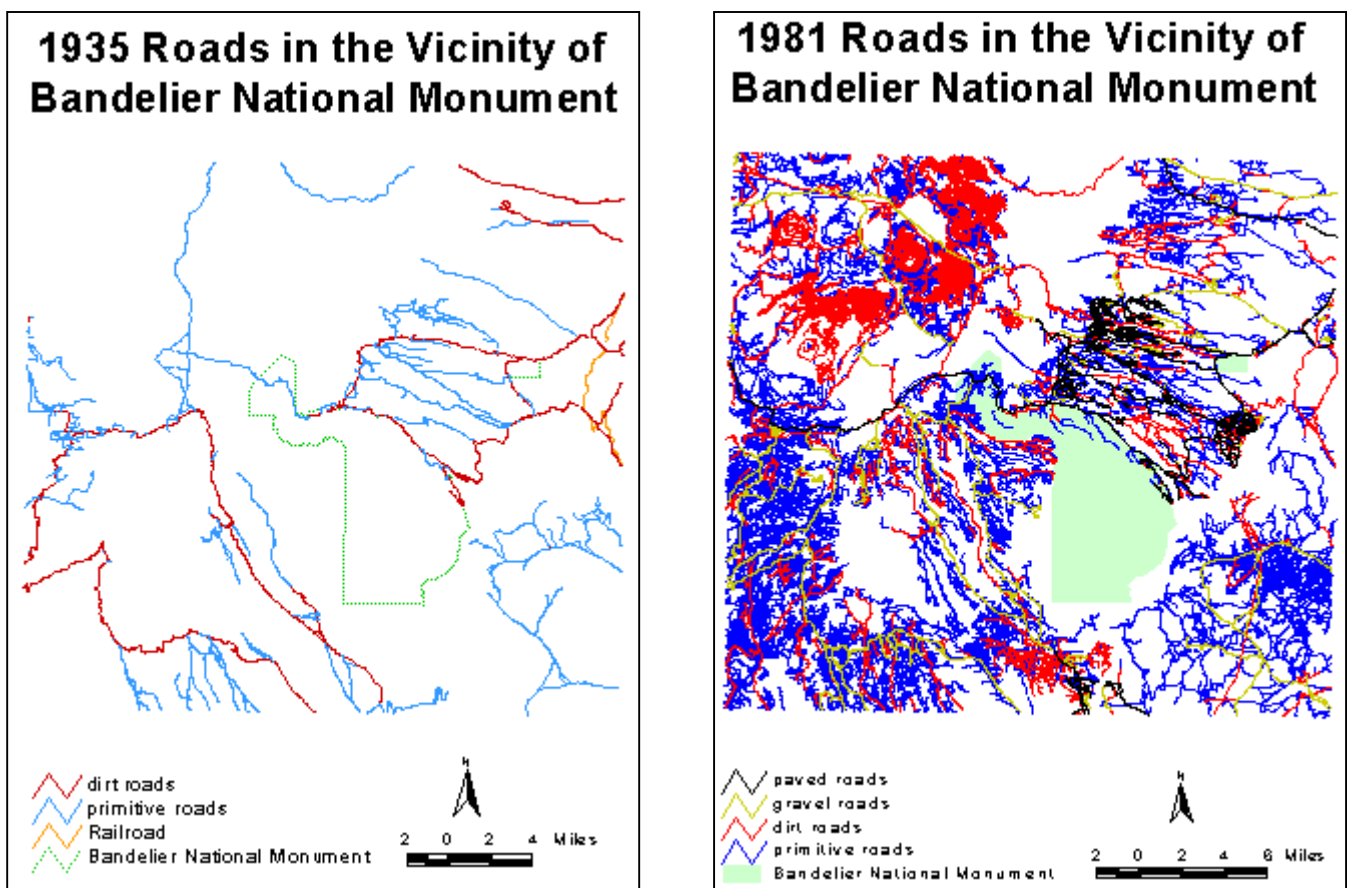 1935 Roads in the Vicinity of
Bandelier National Monument
N
dirt roads
primitive roads
Railroad
Bandelier National Monument
2 0 2 4 Miles
1981 Roads in the Vicinity of
Bandelier National Monument
N
paved roads
gravel roads
dirt roads
primitive roads
Bandelier National Monument
2 0 2 4 6 Miles